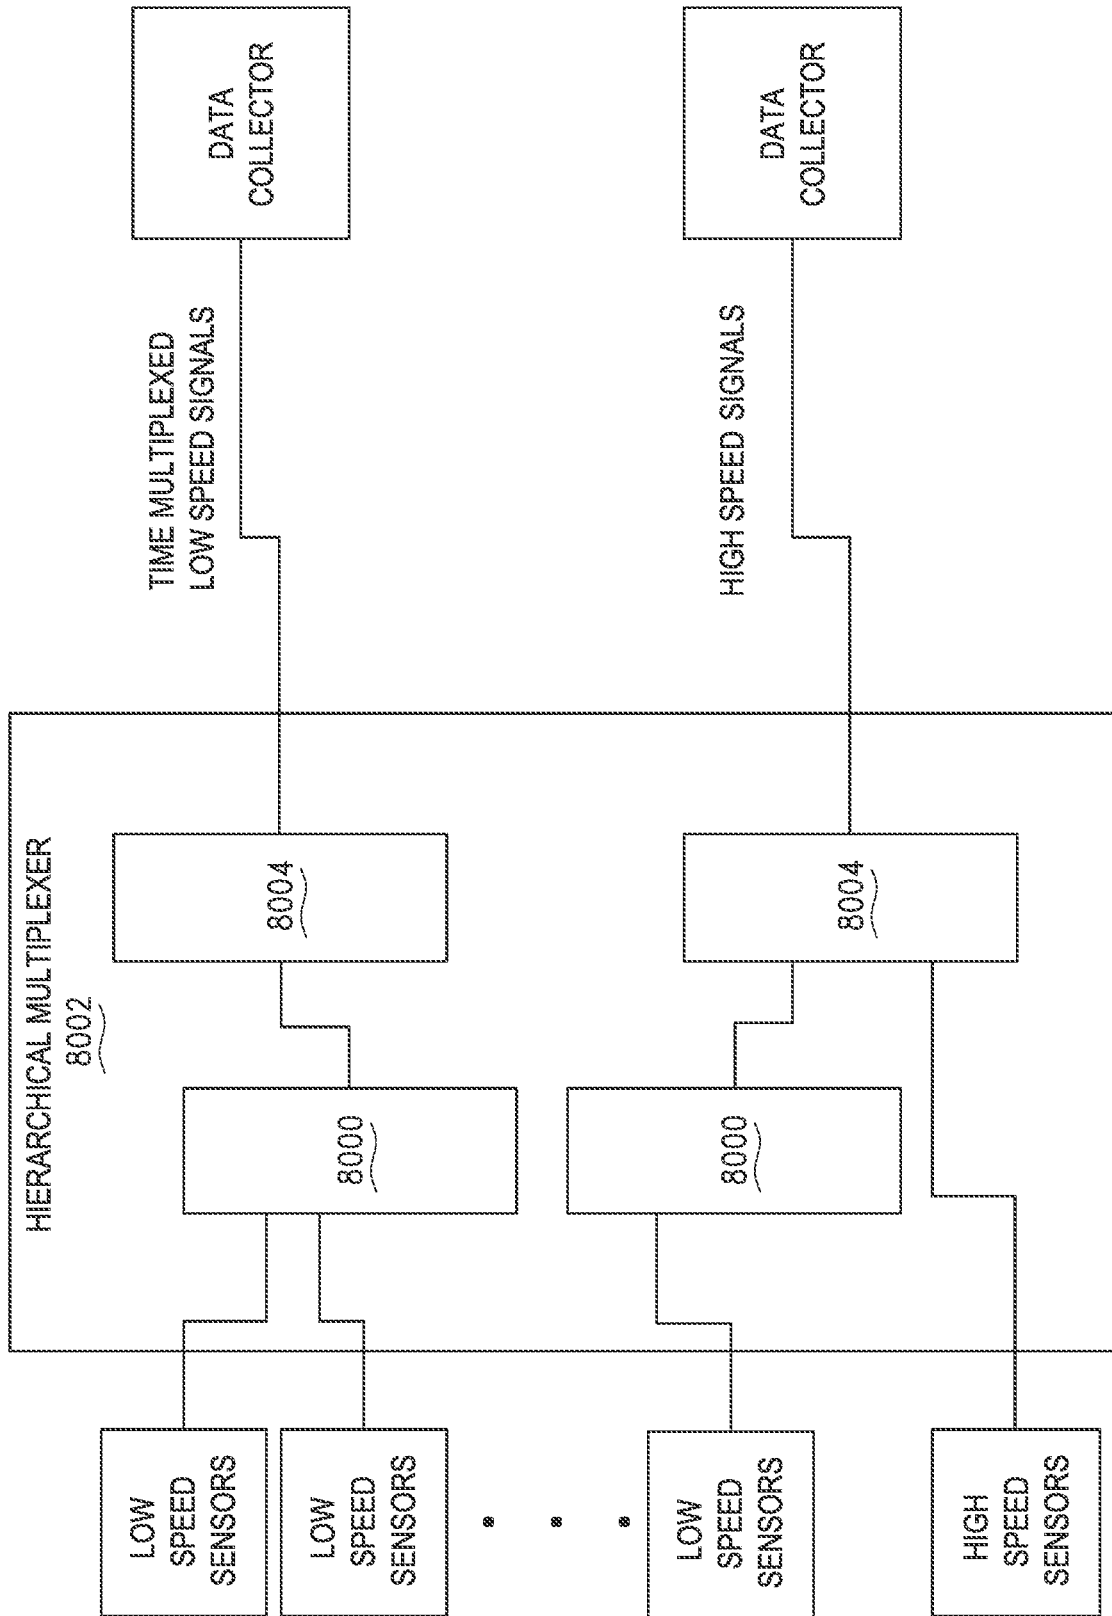 HIERARCHICAL MULTIPLEXER
8002
LOW
SPEED
SENSORS
LOW
SPEED
SENSORS
LOW
SPEED
SENSORS
HIGH
SPEED
SENSORS
8000
8000
8004
8004
TIME MULTIPLEXED
LOW SPEED SIGNALS
HIGH SPEED SIGNALS
DATA
COLLECTOR
DATA
COLLECTOR